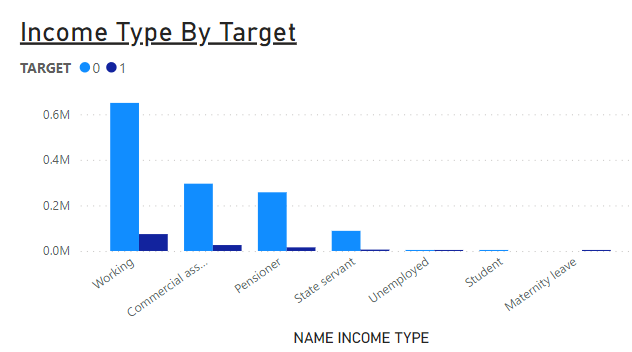 Income Type By Target
TARGET 0 1
0.6M
0.4M
0.2M
0.0M
Working
Commercial ass...
Pensioner
State servant
Unemployed
Student
Maternity leave
NAME INCOME TYPE